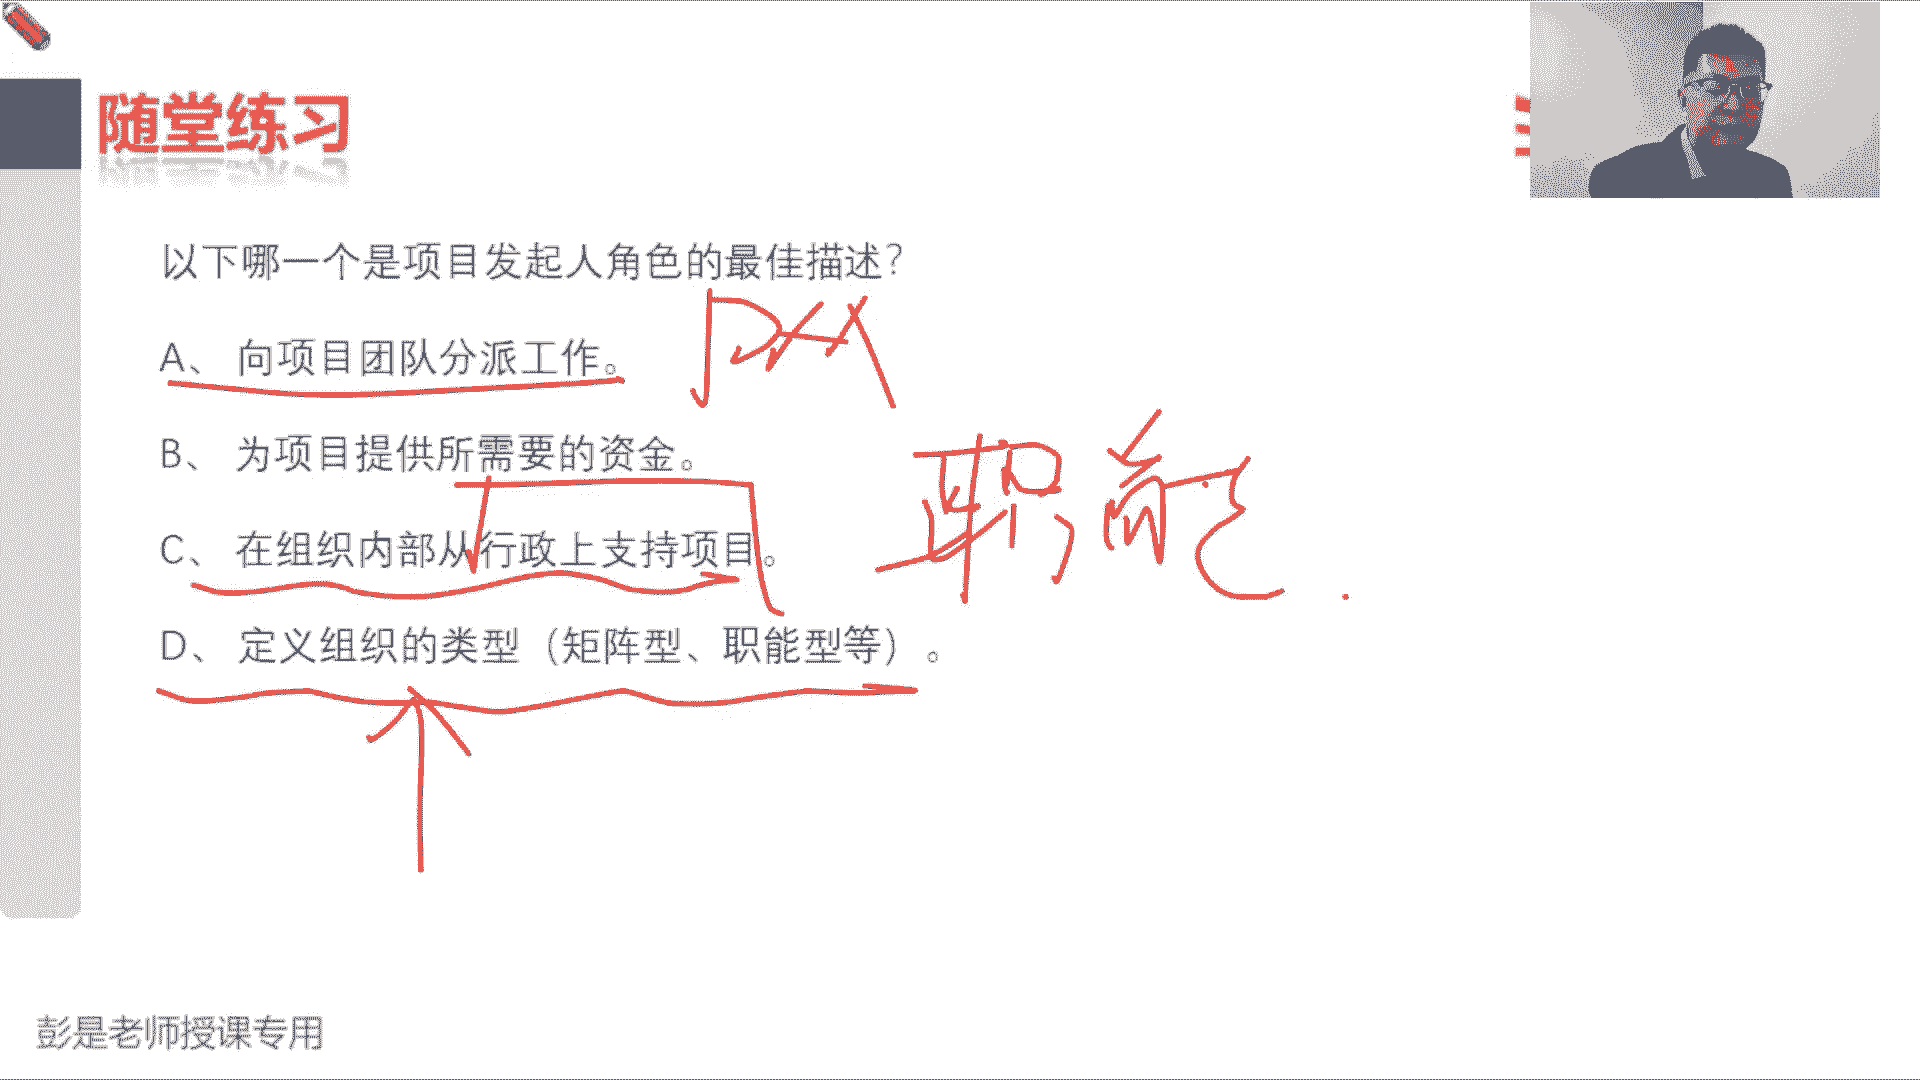 随堂练习
以下哪一个是项目发起人角色的最佳描述？
A、 向项目团队分派工作。
B、 为项目提供所需要的资金。
职能
C、 在组织内部从行政上支持项目。
D、 定义组织的类型（矩阵型、职能型等）。
彭是老师授课专用